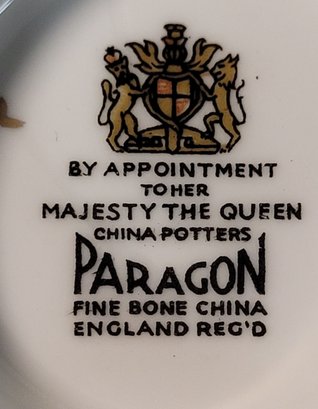 BY APPOINTMENT
TO HER
MAJESTY THE QUEEN
CHINA POTTERS
PARAGON
FINE BONE CHINA
ENGLAND REG'D